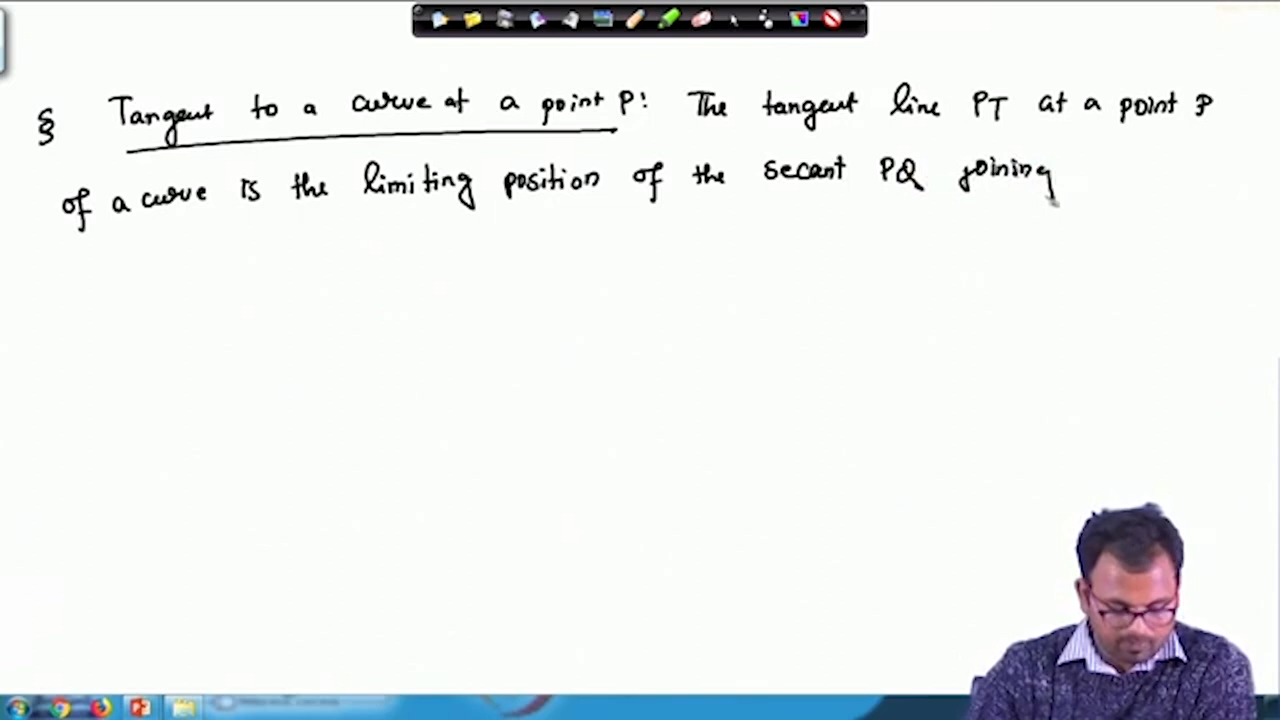 § Tangent to a curve at a point P: The tangent line PT at a point P
of a curve is the limiting position of the secant PQ joining